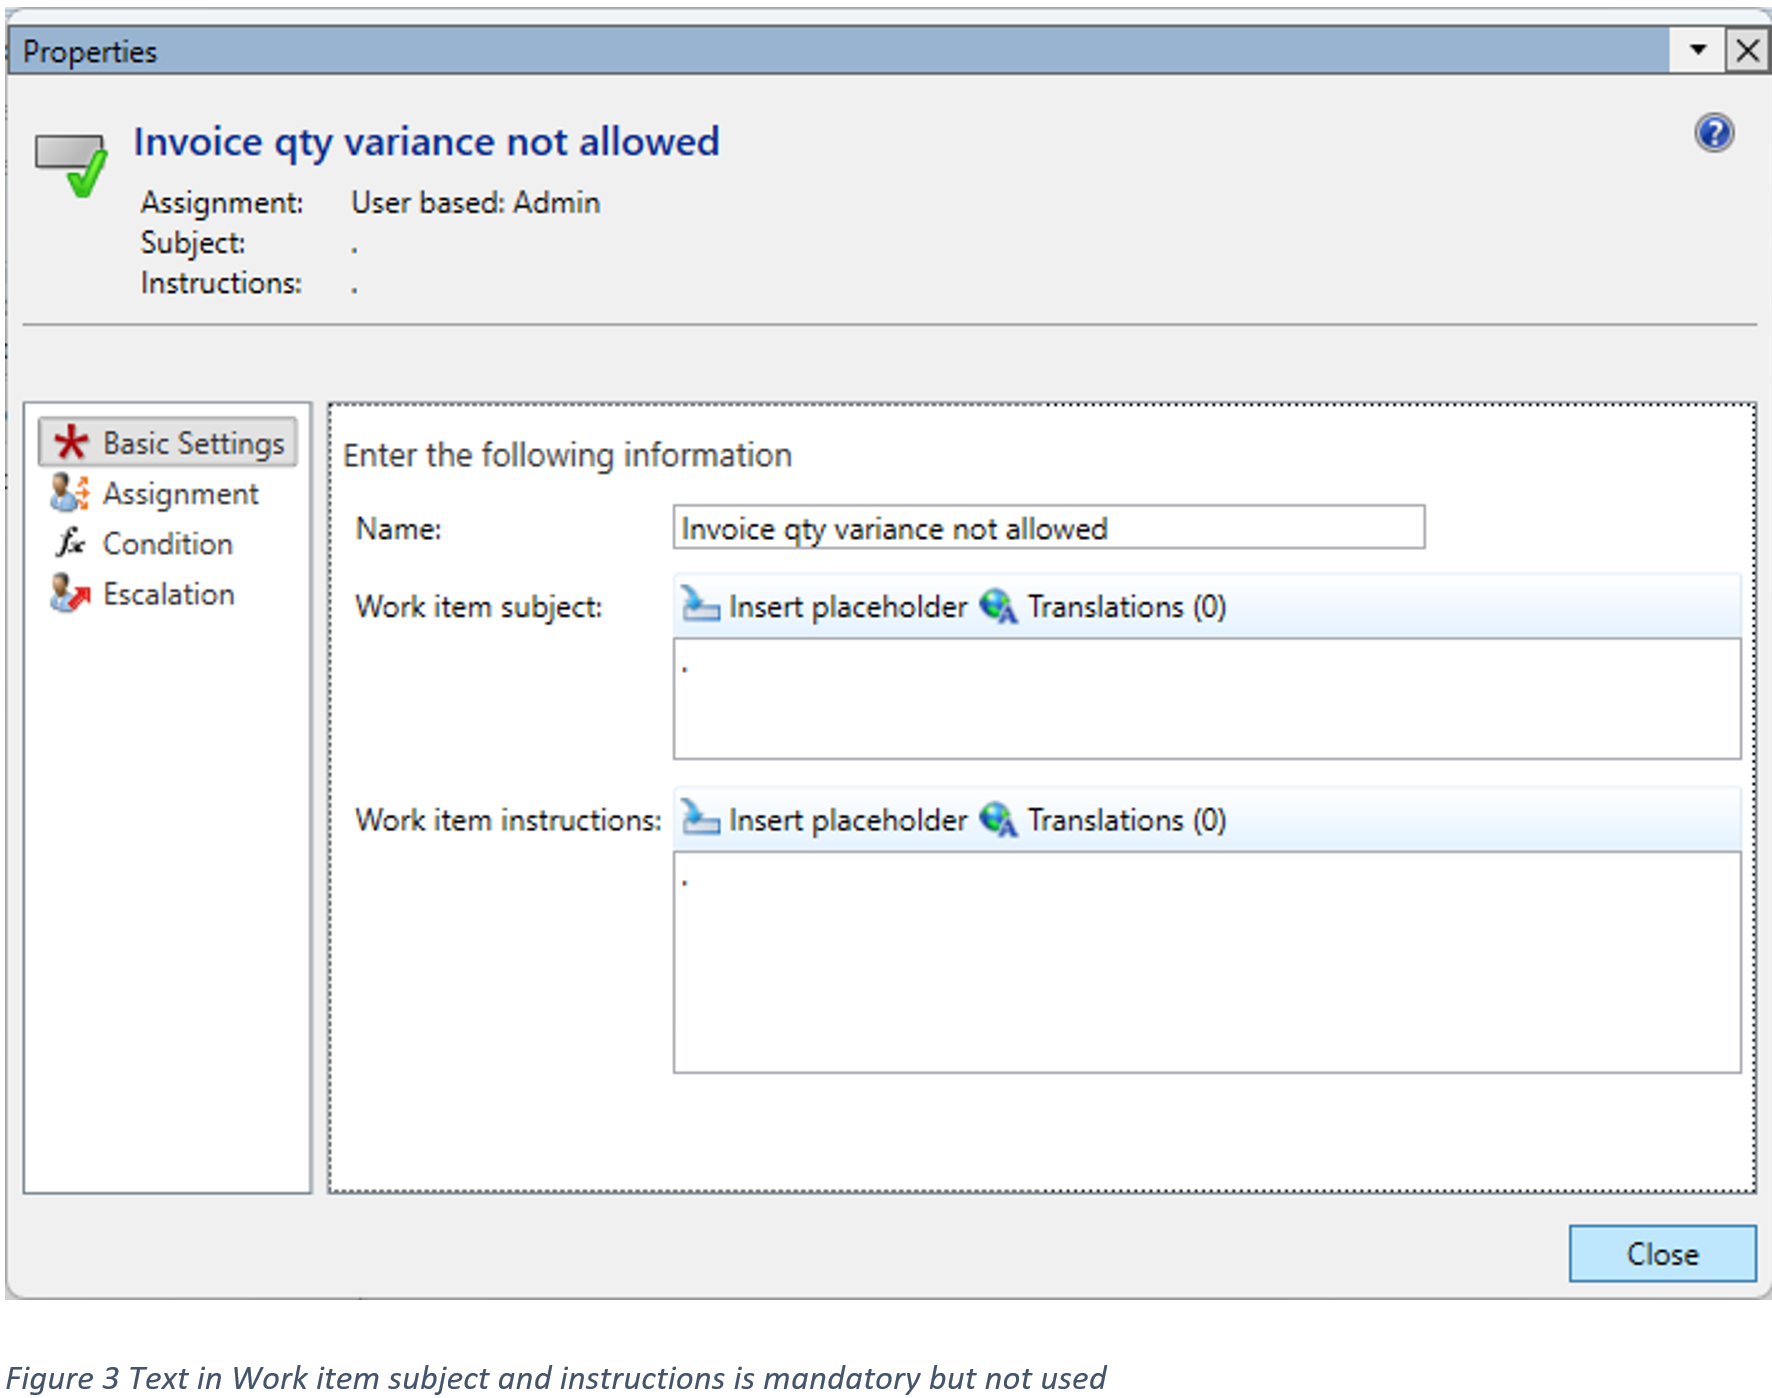 Properties
Invoice qty variance not allowed
Assignment: User based: Admin
Subject: .
Instructions: .
Basic Settings
Assignment
Condition
Escalation
Enter the following information
Name: Invoice qty variance not allowed
Work item subject: Insert placeholder Translations (0)
.
Work item instructions: Insert placeholder Translations (0)
.
Close
Figure 3 Text in Work item subject and instructions is mandatory but not used